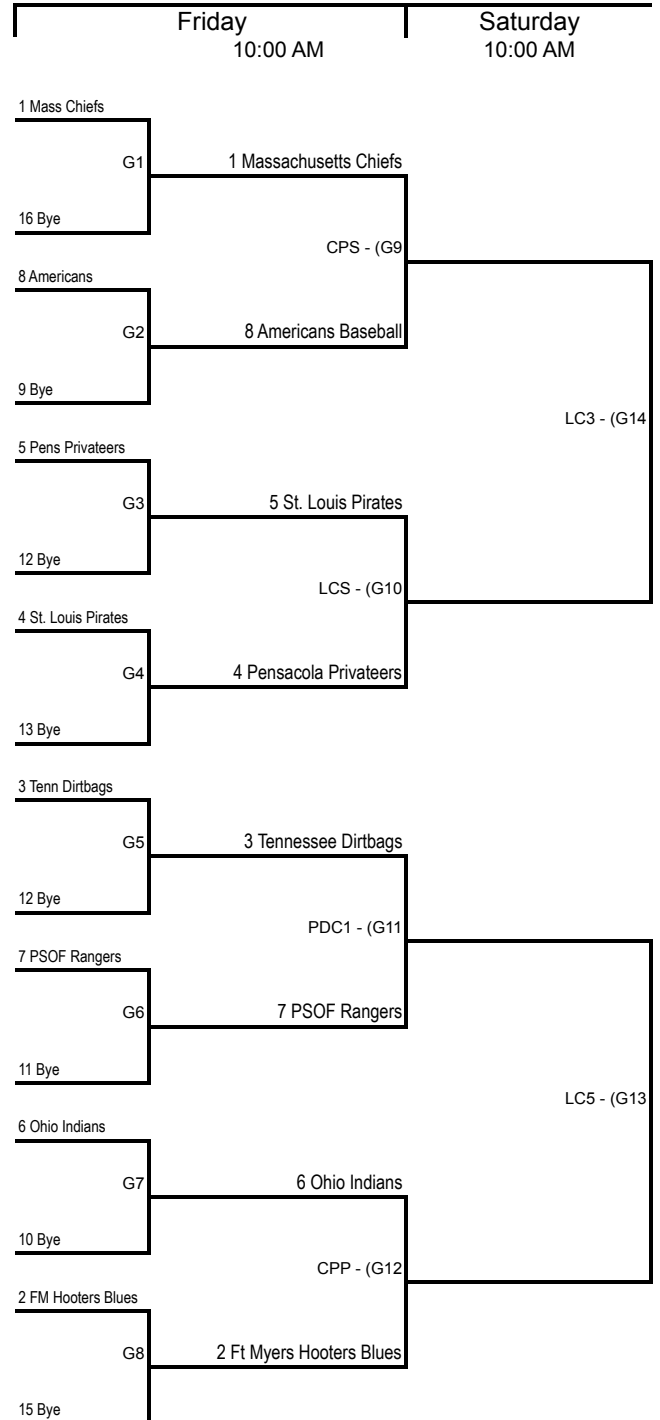 Friday Saturday
10:00 AM 10:00 AM
1 Mass Chiefs
G1 1 Massachusetts Chiefs
16 Bye
CPS - (G9
8 Americans
G2 8 Americans Baseball
9 Bye
LC3 - (G14
5 Pens Privateers
G3 5 St. Louis Pirates
12 Bye
LCS - (G10
4 St. Louis Pirates
G4 4 Pensacola Privateers
13 Bye
3 Tenn Dirtbags
G5 3 Tennessee Dirtbags
12 Bye
PDC1 - (G11
7 PSOF Rangers
G6 7 PSOF Rangers
11 Bye
LC5 - (G13
6 Ohio Indians
G7 6 Ohio Indians
10 Bye
CPP - (G12
2 FM Hooters Blues
G8 2 Ft Myers Hooters Blues
15 Bye